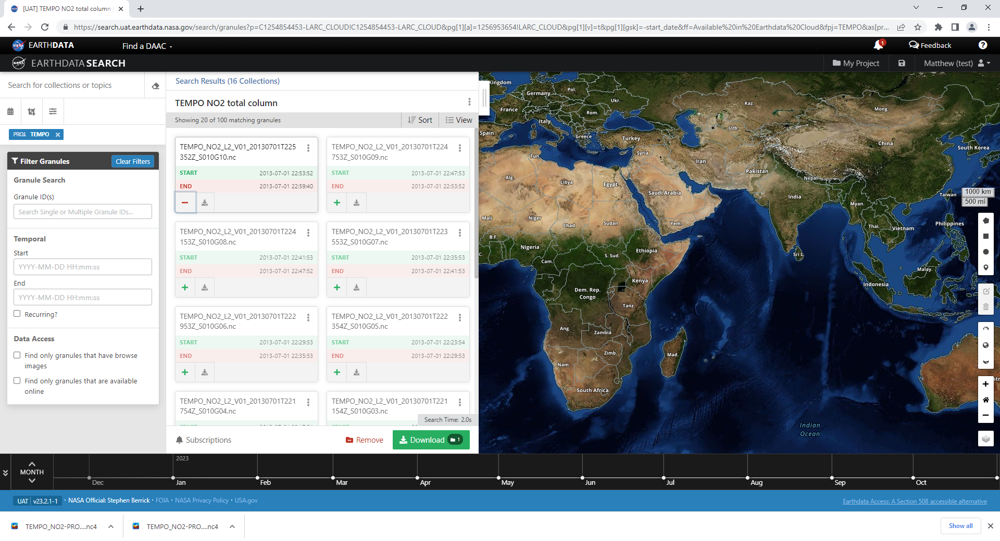 [UAT] TEMPO NO2 total column
https://search.uat.earthdata.nasa.gov/search/granules?p=C1254854453-LARC_CLOUD!C1254854453-LARC_CLOUD&pg[1][a]=1256953654!LARC_CLOUD&pg[1][v]=t&pg[1][gsk]=-start_date&ff=Available%20in%20Earthdata%20Cloud&fpj=TEMPO&as[pr...
EARTHDATA
Find a DAAC
1
Feedback
?
EARTHDATA SEARCH
My Project
Matthew (test)
Search for collections or topics
PROJ. TEMPO
Filter Granules
Clear Filters
Granule Search
Granule ID(s)
Search Single or Multiple Granule IDs...
Temporal
Start
YYYY-MM-DD HH:mm:ss
End
YYYY-MM-DD HH:mm:ss
Recurring?
Data Access
Find only granules that have browse
images
Find only granules that are available
online
Search Results (16 Collections)
TEMPO NO2 total column
Showing 20 of 100 matching granules
Sort
View
TEMPO_NO2_L2_V01_20130701T225
352Z_S010G10.nc
START 2013-07-01 22:53:52
END 2013-07-01 22:59:40
TEMPO_NO2_L2_V01_20130701T224
753Z_S010G09.nc
START 2013-07-01 22:47:53
END 2013-07-01 22:53:52
TEMPO_NO2_L2_V01_20130701T224
153Z_S010G08.nc
START 2013-07-01 22:41:53
END 2013-07-01 22:47:52
TEMPO_NO2_L2_V01_20130701T223
553Z_S010G07.nc
START 2013-07-01 22:35:53
END 2013-07-01 22:41:53
TEMPO_NO2_L2_V01_20130701T222
953Z_S010G06.nc
START 2013-07-01 22:29:53
END 2013-07-01 22:35:53
TEMPO_NO2_L2_V01_20130701T222
354Z_S010G05.nc
START 2013-07-01 22:23:54
END 2013-07-01 22:29:53
TEMPO_NO2_L2_V01_20130701T221
754Z_S010G04.nc
TEMPO_NO2_L2_V01_20130701T221
154Z_S010G03.nc
Search Time: 2.0s
Subscriptions
Remove
Download 1
Kingdom
Pol.
Germany
Ukr.
Kaz.
France
Rom.
Mong.
Italy
Uzb.
Spain
Greece
Turkey
China
South Korea
Tun.
Syria
Iran
Pakistan
Alg.
Libya
Egypt
Nepal
Saudi Arabia
India
Taiwan
1000 km
500 mi
Myan.
Mali
Niger
Chad
Sudan
Yem.
Thai.
Vietnam
Philippines
B.F.
Nigeria
Ethiopia
C.
Cam.
S. Sud.
Sri L.
Malay.
Kenya
Indonesia
Dem. Rep.
Congo
Tanz.
Ang.
Zambia
Zimb.
Mad.
Nam.
South Africa
Indian
Ocean
MONTH
2023
Dec
Jan
Feb
Mar
Apr
May
Jun
Jul
Aug
Sep
Oct
UAT v23.2.1-1 · NASA Official: Stephen Berrick · FOIA · NASA Privacy Policy · USA.gov
Earthdata Access: A Section 508 accessible alternative
TEMPO_NO2-PRO....nc4
TEMPO_NO2-PRO....nc4
Show all